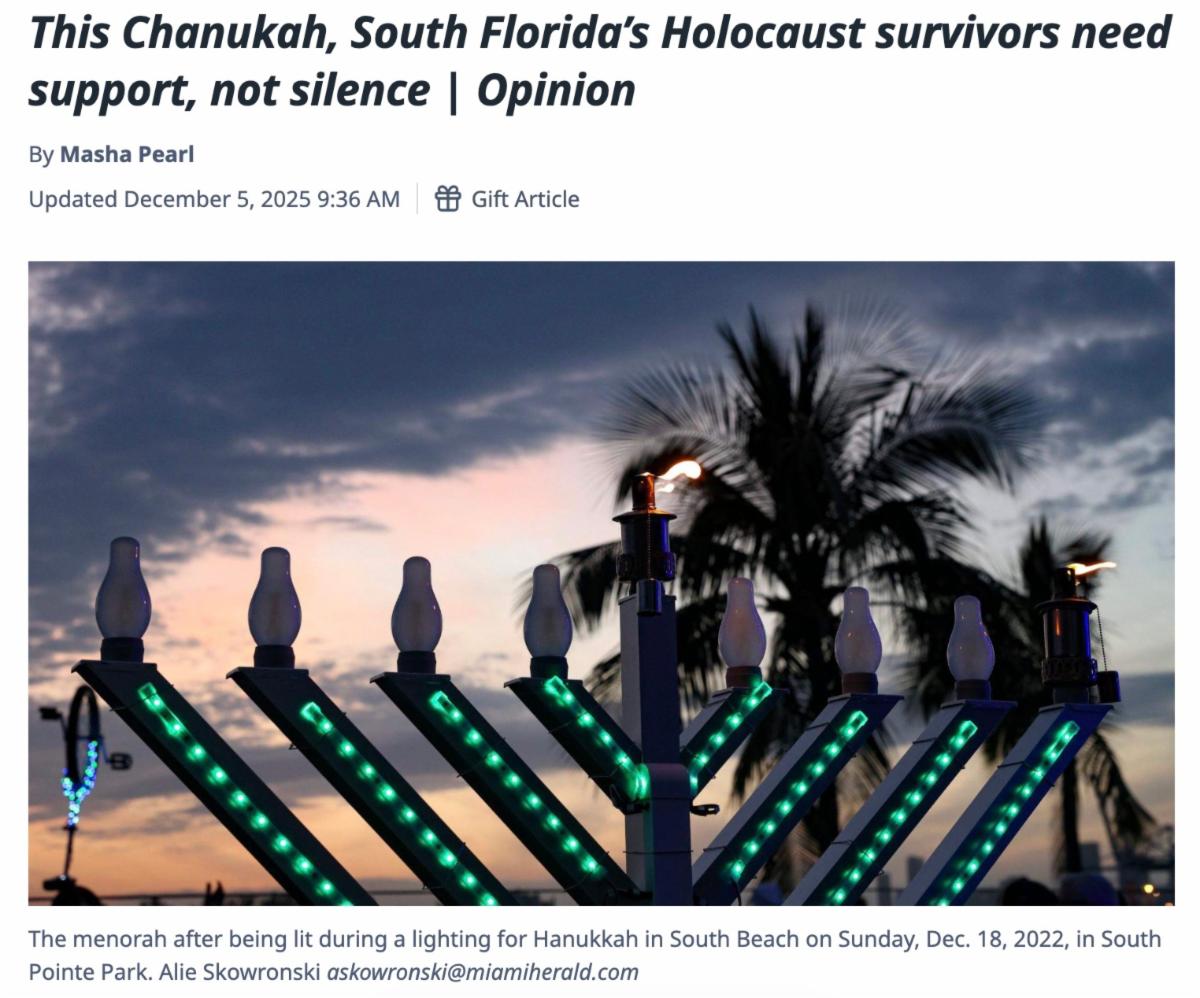 This Chanukah, South Florida’s Holocaust survivors need
support, not silence | Opinion
By Masha Pearl
Updated December 5, 2025 9:36 AM
Gift Article
The menorah after being lit during a lighting for Hanukkah in South Beach on Sunday, Dec. 18, 2022, in South
Pointe Park. Alie Skowronski askowronski@miamiherald.com